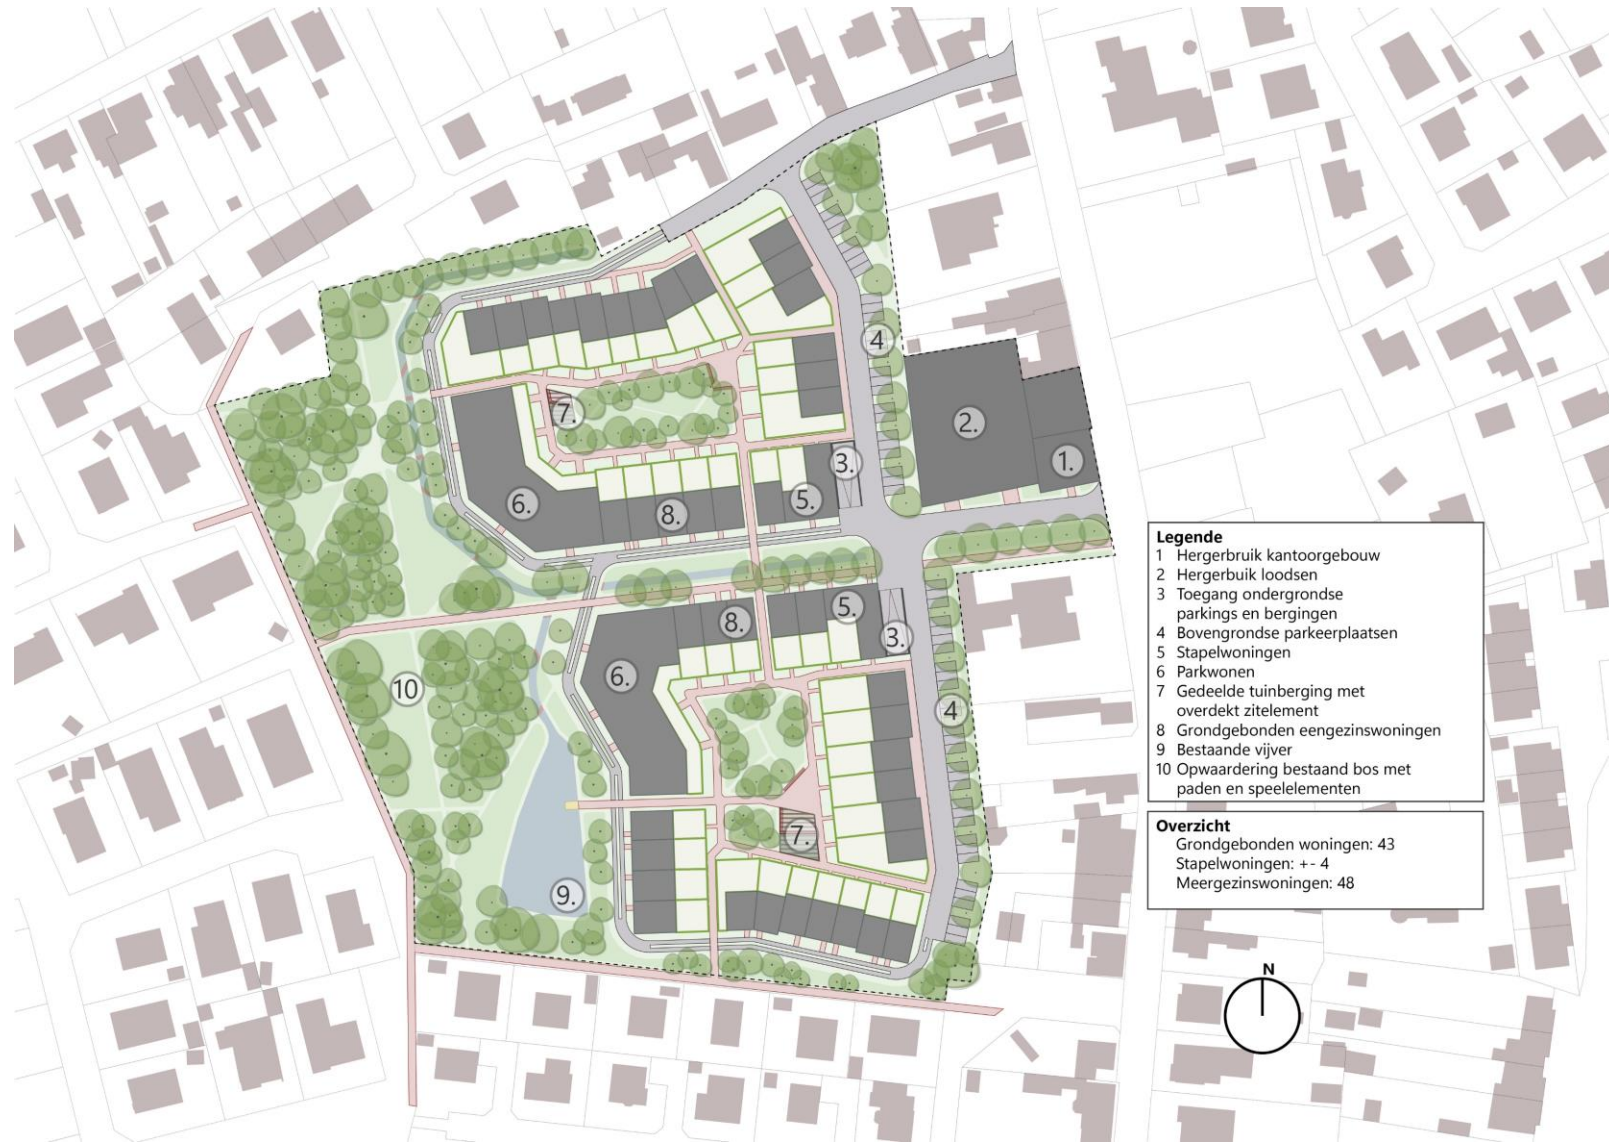 4
7.
2.
3.
1.
6.
5.
8.
8.
5.
3.
6.
10
4
7.
9.
Legende
1 Hergerbruik kantoorgebouw
2 Hergerbuik loodsen
3 Toegang ondergrondse
parkings en bergingen
4 Bovengrondse parkeerplaatsen
5 Stapelwoningen
6 Parkwonen
7 Gedeelde tuinberging met
overdekt zitelement
8 Grondgebonden eengezinswoningen
9 Bestaande vijver
10 Opwaardering bestaand bos met
paden en speelelementen
Overzicht
Grondgebonden woningen: 43
Stapelwoningen: +- 4
Meergezinswoningen: 48
N